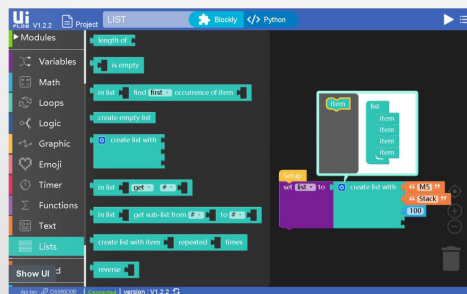 Ui
FLOW V1.2.2 Project LIST Blockly </> Python
Modules
Variables
Math
Loops
Logic
Graphic
Emoji
Timer
Functions
Text
Lists
Show UI d
length of
is empty
in list find first occurrence of item
create empty list
create list with
in list get #
in list get sub-list from # to #
create list with item repeated times
reverse
item
list
item
item
item
item
Setup
set list to create list with “ M5 ”
“ Stack ”
100
Api key D5886D0B Connected version : V1.2.2